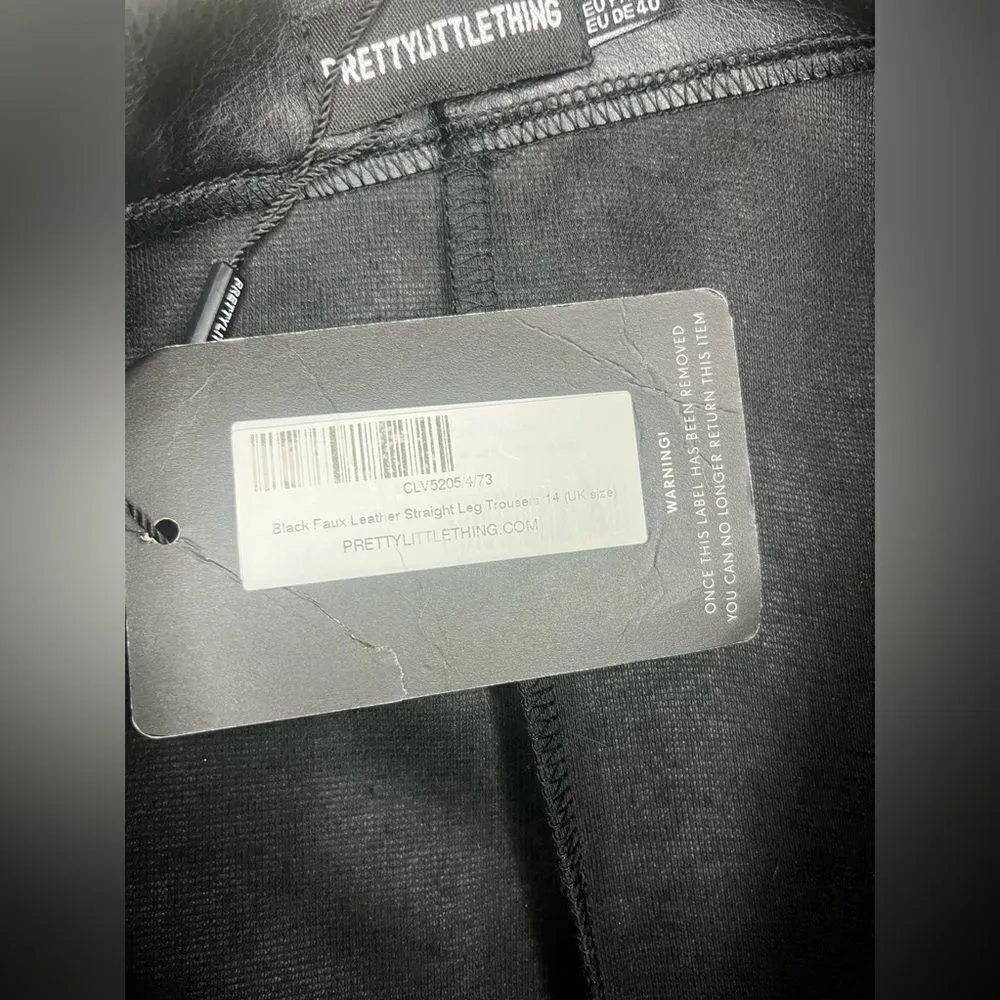 PRETTYLITTLETHING
EU DE 40
PRETTYLI
CLV5205/4/73
Black Faux Leather Straight Leg Trousers 14 (UK size)
PRETTYLITTLETHING.COM
WARNING!
ONCE THIS LABEL HAS BEEN REMOVED
YOU CAN NO LONGER RETURN THIS ITEM